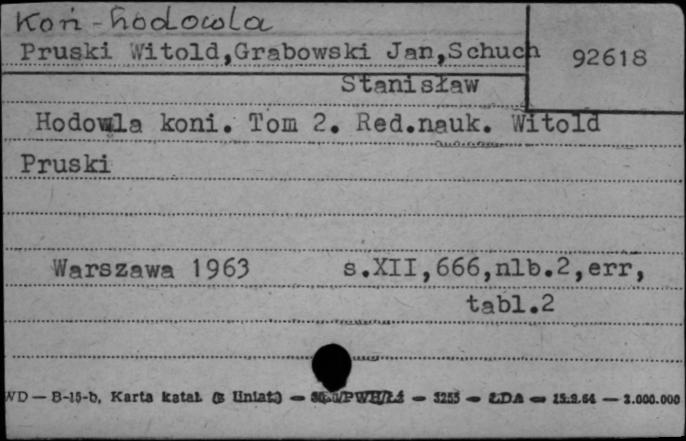 Koń - hodowla
Pruski Witold,Grabowski Jan,Schuch
92618
Stanisław
Hodowla koni. Tom 2. Red.nauk. Witold
Pruski
Warszawa 1963 s.XII,666,nlb.2,err,
tabl.2
WD — B-15-b, Karta katal. — 3255 — ŁDA — 15.2.64 — 3.000.000